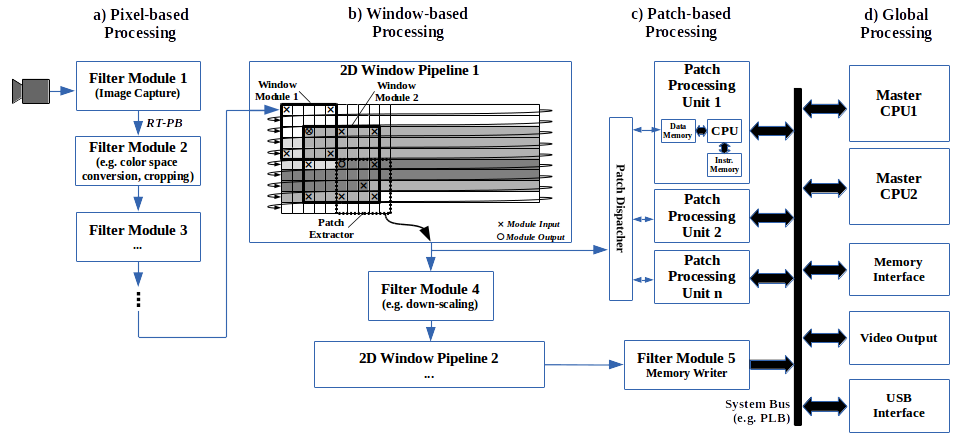 a) Pixel-based
Processing
b) Window-based
Processing
c) Patch-based
Processing
d) Global
Processing
Filter Module 1
(Image Capture)
RT-PB
Filter Module 2
(e.g. color space
conversion, cropping)
Filter Module 3
...
2D Window Pipeline 1
Window
Module 1
Window
Module 2
Patch
Extractor
× Module Input
O Module Output
Filter Module 4
(e.g. down-scaling)
2D Window Pipeline 2
...
Patch Dispatcher
Patch
Processing
Unit 1
Data
Memory
CPU
Instr.
Memory
Patch
Processing
Unit 2
Patch
Processing
Unit n
Filter Module 5
Memory Writer
System Bus
(e.g. PLB)
Master
CPU1
Master
CPU2
Memory
Interface
Video Output
USB
Interface